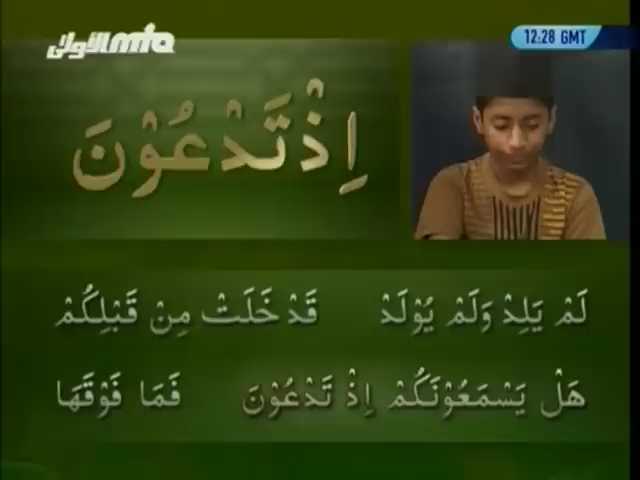 الأولى mta
12:28 GMT
اِذْ تَدْعُوْنَ
لَمْ يَلِدْ وَلَمْ يُوْلَدْ قَدْ خَلَتْ مِنْ قَبْلِكُمْ
هَلْ يَسْمَعُوْنَكُمْ اِذْ تَدْعُوْنَ فَمَا فَوْقَهَا